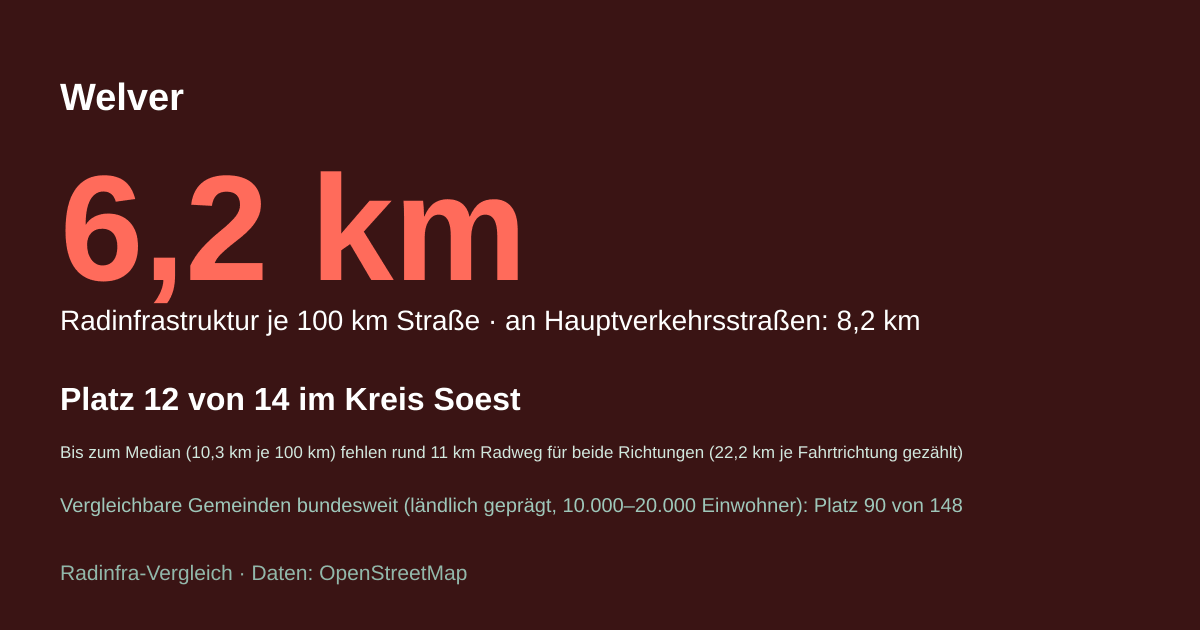 Welver
6,2 km
Radinfrastruktur je 100 km Straße · an Hauptverkehrsstraßen: 8,2 km
Platz 12 von 14 im Kreis Soest
Bis zum Median (10,3 km je 100 km) fehlen rund 11 km Radweg für beide Richtungen (22,2 km je Fahrtrichtung gezählt)
Vergleichbare Gemeinden bundesweit (ländlich geprägt, 10.000–20.000 Einwohner): Platz 90 von 148
Radinfra-Vergleich · Daten: OpenStreetMap